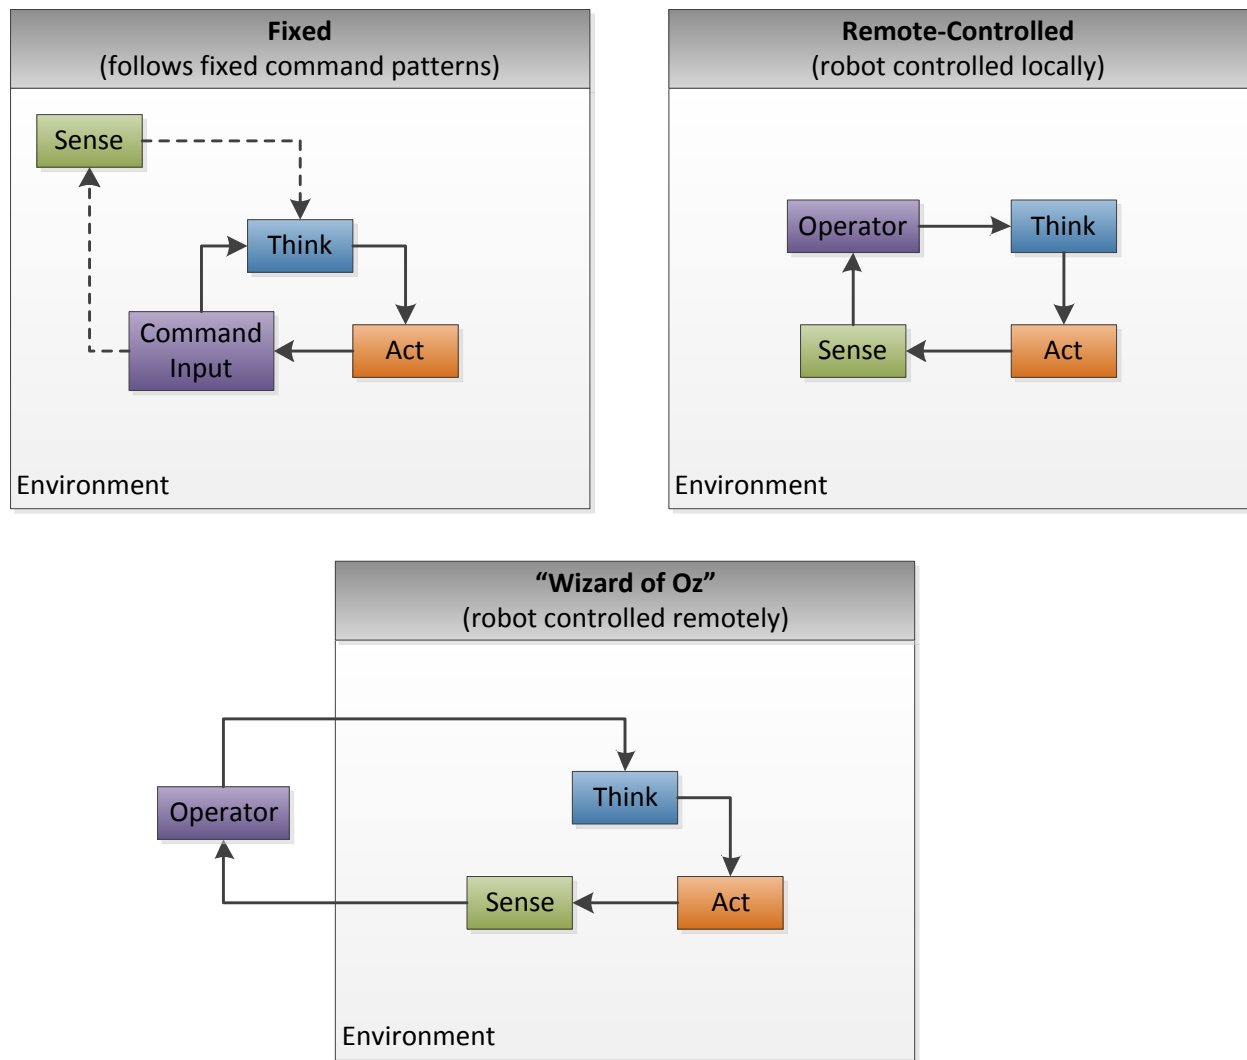 Fixed
(follows fixed command patterns)
Sense
Think
Command
Input
Act
Environment
Remote-Controlled
(robot controlled locally)
Operator
Think
Sense
Act
Environment
“Wizard of Oz”
(robot controlled remotely)
Think
Operator
Sense
Act
Environment